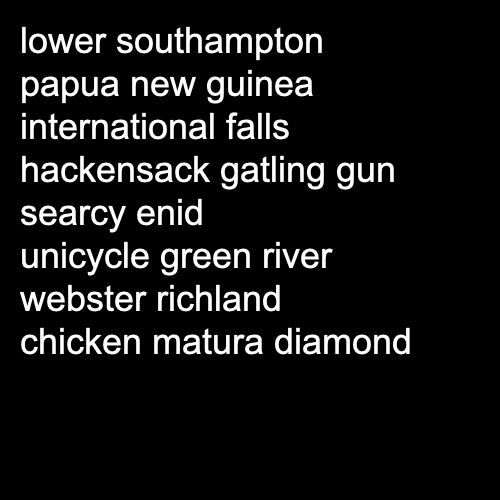 lower southampton
papua new guinea
international falls
hackensack gatling gun
searcy enid
unicycle green river
webster richland
chicken matura diamond